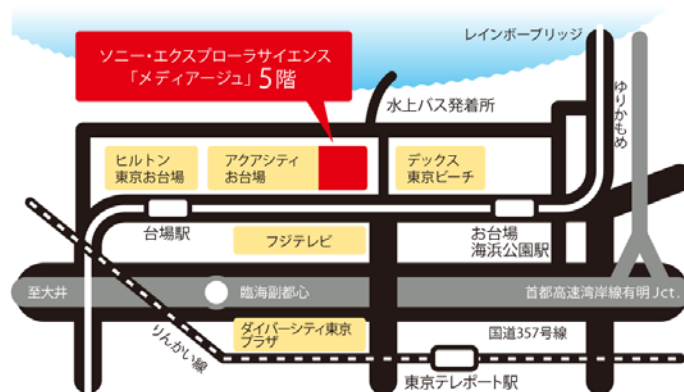 レインボーブリッジ
ソニー・エクスプローラサイエンス
「メディアージュ」5階
ゆりかもめ
水上バス発着所
ヒルトン
東京お台場
アクアシティ
お台場
デックス
東京ビーチ
台場駅
フジテレビ
お台場
海浜公園駅
至大井
臨海副都心
首都高速湾岸線有明Jct.
りんかい線
ダイバーシティ東京
プラザ
国道357号線
東京テレポート駅